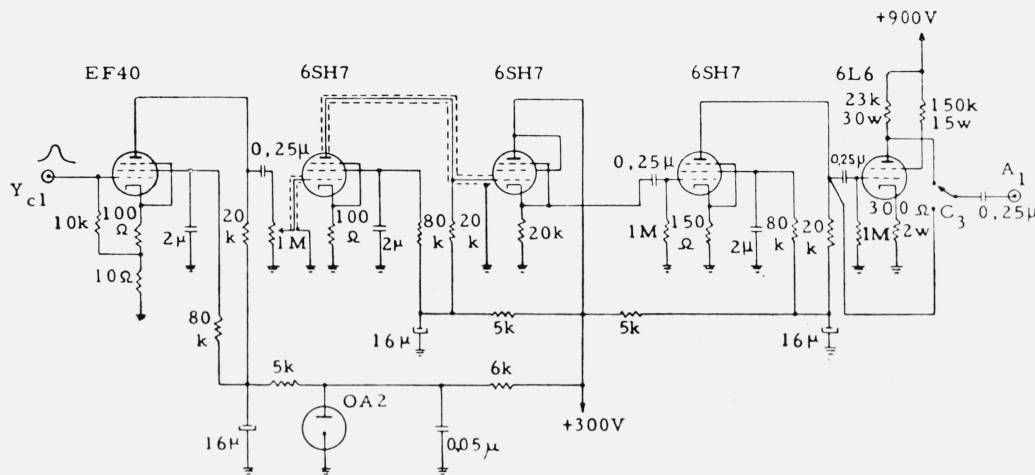 +900V
EF40 6SH7 6SH7 6SH7 6L6
23k
30w
150k
15w
0,25µ 0,25µ 0,25µ
Y c1
A1
10k 100
Ω
2µ 20
k
1M 100
Ω
2µ 80
k
20
k
20k 1M 150
Ω
2µ 80
k
20
k
1M 300 Ω
2w
C3 0,25µ
10Ω
80
k
16µ 5k 5k 16µ
5k 6k
OA2
16µ 0,05µ
+300V